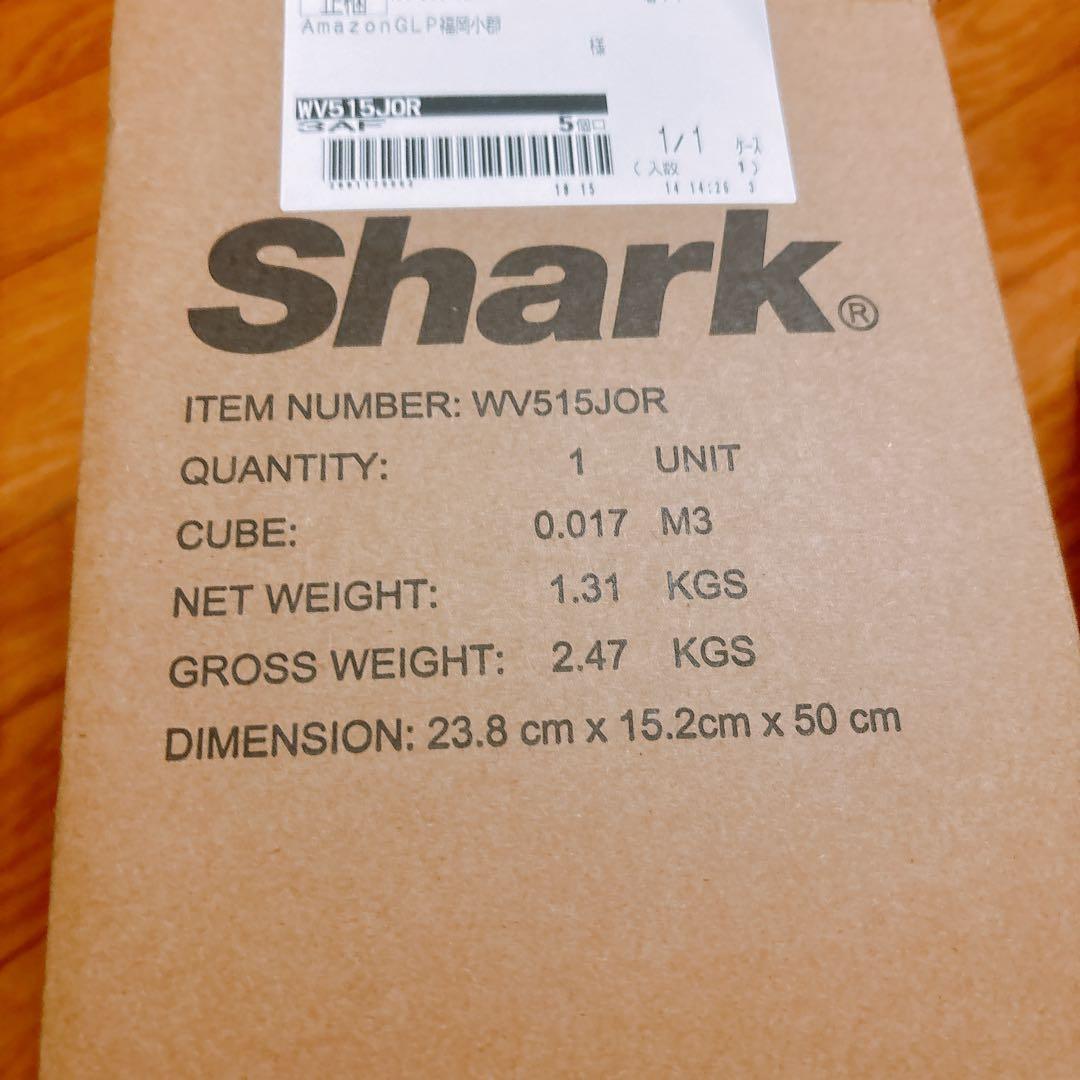 AmazonGLP福岡小郡
様
WV515JOR
3AF 5個口
1/1 ケース
(入数 1)
18 15 14 14:26 3
Shark®
ITEM NUMBER: WV515JOR
QUANTITY: 1 UNIT
CUBE: 0.017 M3
NET WEIGHT: 1.31 KGS
GROSS WEIGHT: 2.47 KGS
DIMENSION: 23.8 cm x 15.2cm x 50 cm